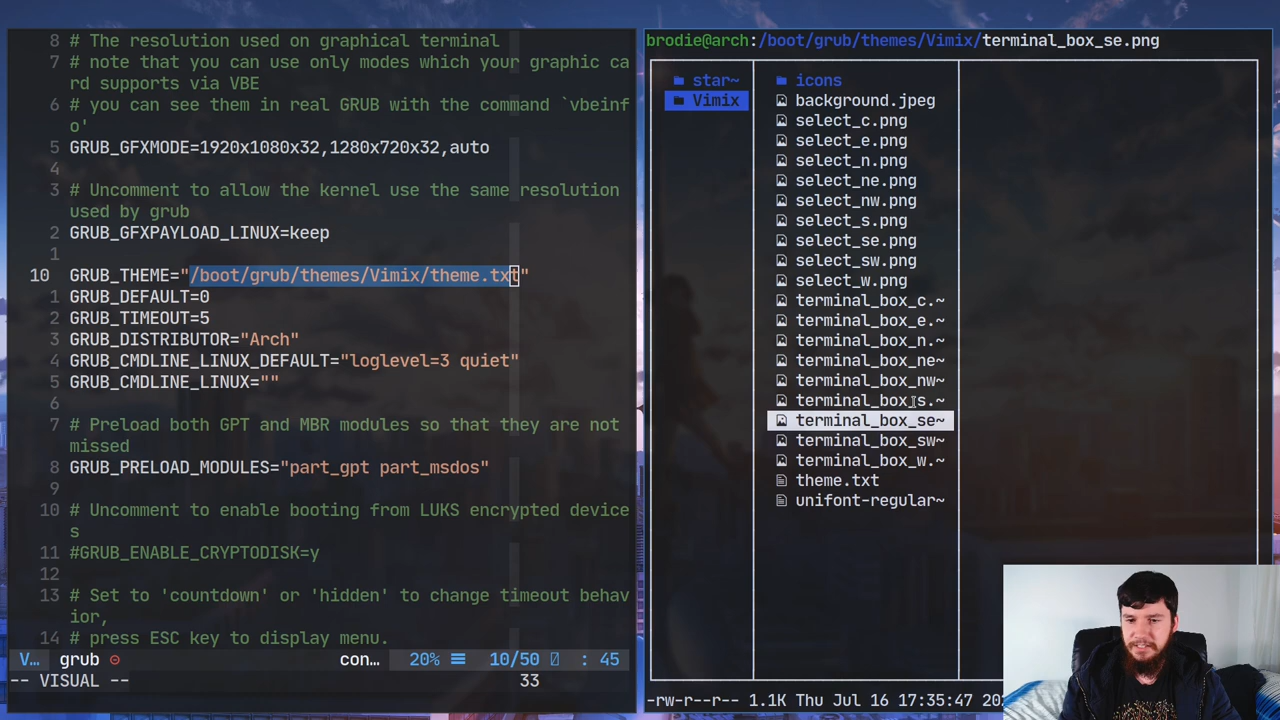 8 # The resolution used on graphical terminal
7 # note that you can use only modes which your graphic ca
rd supports via VBE
6 # you can see them in real GRUB with the command `vbeinf
o'
5 GRUB_GFXMODE=1920x1080x32,1280x720x32,auto
4
3 # Uncomment to allow the kernel use the same resolution
used by grub
2 GRUB_GFXPAYLOAD_LINUX=keep
1
10 GRUB_THEME="/boot/grub/themes/Vimix/theme.txt"
1 GRUB_DEFAULT=0
2 GRUB_TIMEOUT=5
3 GRUB_DISTRIBUTOR="Arch"
4 GRUB_CMDLINE_LINUX_DEFAULT="loglevel=3 quiet"
5 GRUB_CMDLINE_LINUX=""
6
7 # Preload both GPT and MBR modules so that they are not
missed
8 GRUB_PRELOAD_MODULES="part_gpt part_msdos"
9
10 # Uncomment to enable booting from LUKS encrypted device
s
11 #GRUB_ENABLE_CRYPTODISK=y
12
13 # Set to 'countdown' or 'hidden' to change timeout behav
ior,
14 # press ESC key to display menu.
V… grub con… 20% 10/50 : 45
-- VISUAL -- 33
brodie@arch:/boot/grub/themes/Vimix/terminal_box_se.png
star~
Vimix
icons
background.jpeg
select_c.png
select_e.png
select_n.png
select_ne.png
select_nw.png
select_s.png
select_se.png
select_sw.png
select_w.png
terminal_box_c.~
terminal_box_e.~
terminal_box_n.~
terminal_box_ne~
terminal_box_nw~
terminal_box_s.~
terminal_box_se~
terminal_box_sw~
terminal_box_w.~
theme.txt
unifont-regular~
-rw-r--r-- 1.1K Thu Jul 16 17:35:47